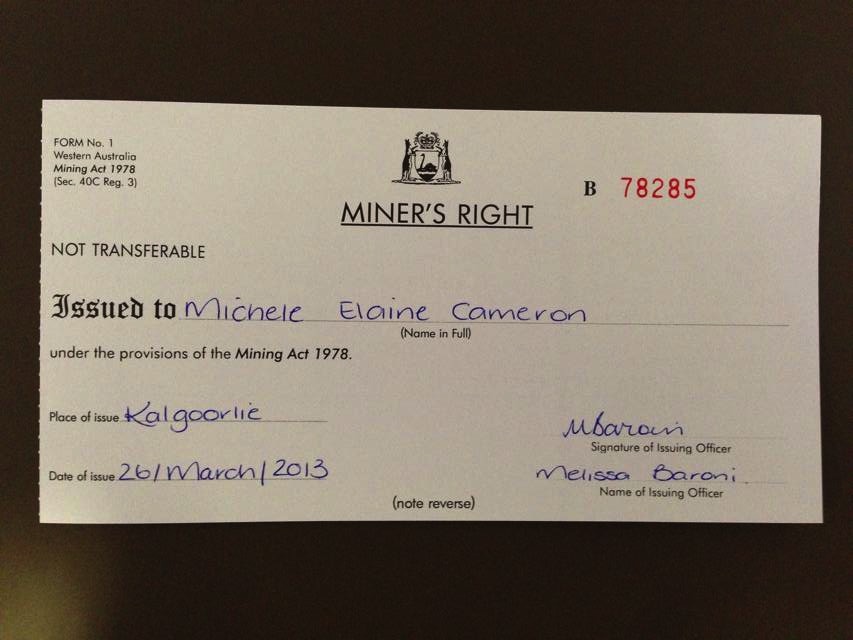 FORM No. 1
Western Australia
Mining Act 1978
(Sec. 40C Reg. 3)
B 78285
MINER'S RIGHT
NOT TRANSFERABLE
Issued to Michele Elaine Cameron
(Name in Full)
under the provisions of the Mining Act 1978.
Place of issue Kalgoorlie
MBaroni
Signature of Issuing Officer
Date of issue 26/March/2013
Melissa Baroni
Name of Issuing Officer
(note reverse)